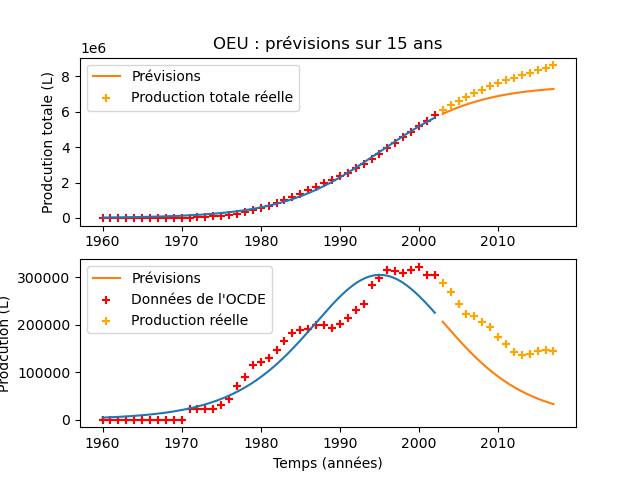 OEU : prévisions sur 15 ans
1e6
Prévisions
Production totale réelle
Prodcution totale (L)
8
6
4
2
0
1960 1970 1980 1990 2000 2010
Prévisions
Données de l'OCDE
Production réelle
Prodcution (L)
300000
200000
100000
0
1960 1970 1980 1990 2000 2010
Temps (années)